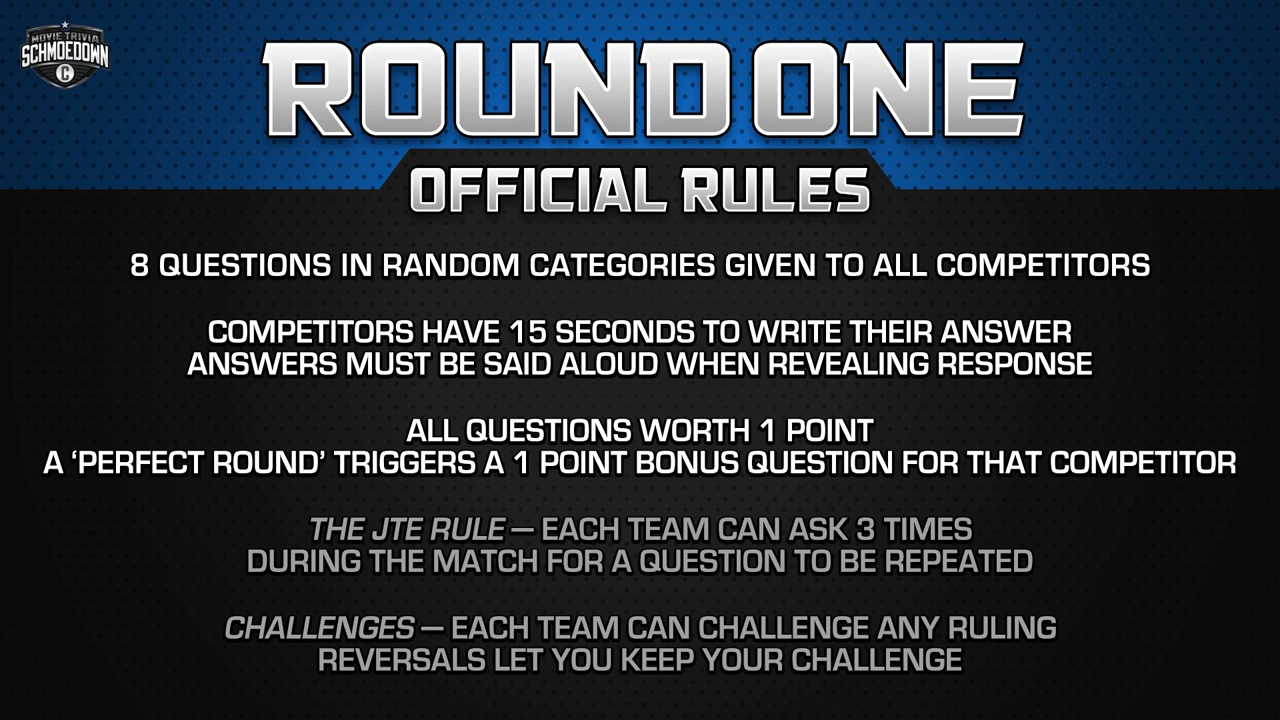 MOVIE TRIVIA
SCHMOEDOWN
C
ROUND ONE
OFFICIAL RULES
8 QUESTIONS IN RANDOM CATEGORIES GIVEN TO ALL COMPETITORS
COMPETITORS HAVE 15 SECONDS TO WRITE THEIR ANSWER
ANSWERS MUST BE SAID ALOUD WHEN REVEALING RESPONSE
ALL QUESTIONS WORTH 1 POINT
A ‘PERFECT ROUND’ TRIGGERS A 1 POINT BONUS QUESTION FOR THAT COMPETITOR
THE JTE RULE – EACH TEAM CAN ASK 3 TIMES
DURING THE MATCH FOR A QUESTION TO BE REPEATED
CHALLENGES – EACH TEAM CAN CHALLENGE ANY RULING
REVERSALS LET YOU KEEP YOUR CHALLENGE